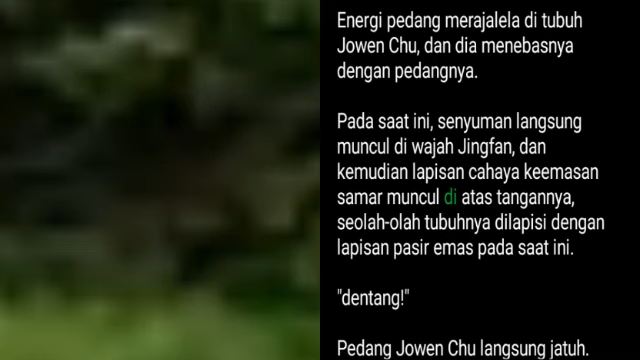 Energi pedang merajalela di tubuh
Jowen Chu, dan dia menebasnya
dengan pedangnya.
Pada saat ini, senyuman langsung
muncul di wajah Jingfan, dan
kemudian lapisan cahaya keemasan
samar muncul di atas tangannya,
seolah-olah tubuhnya dilapisi dengan
lapisan pasir emas pada saat ini.
"dentang!"
Pedang Jowen Chu langsung jatuh.